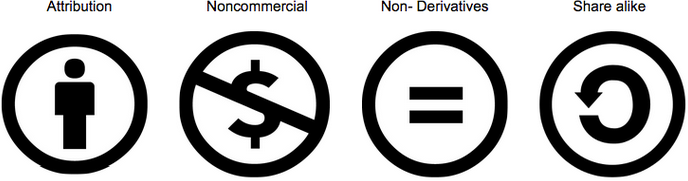 Attribution
Noncommercial
Non- Derivatives
Share alike
$
=